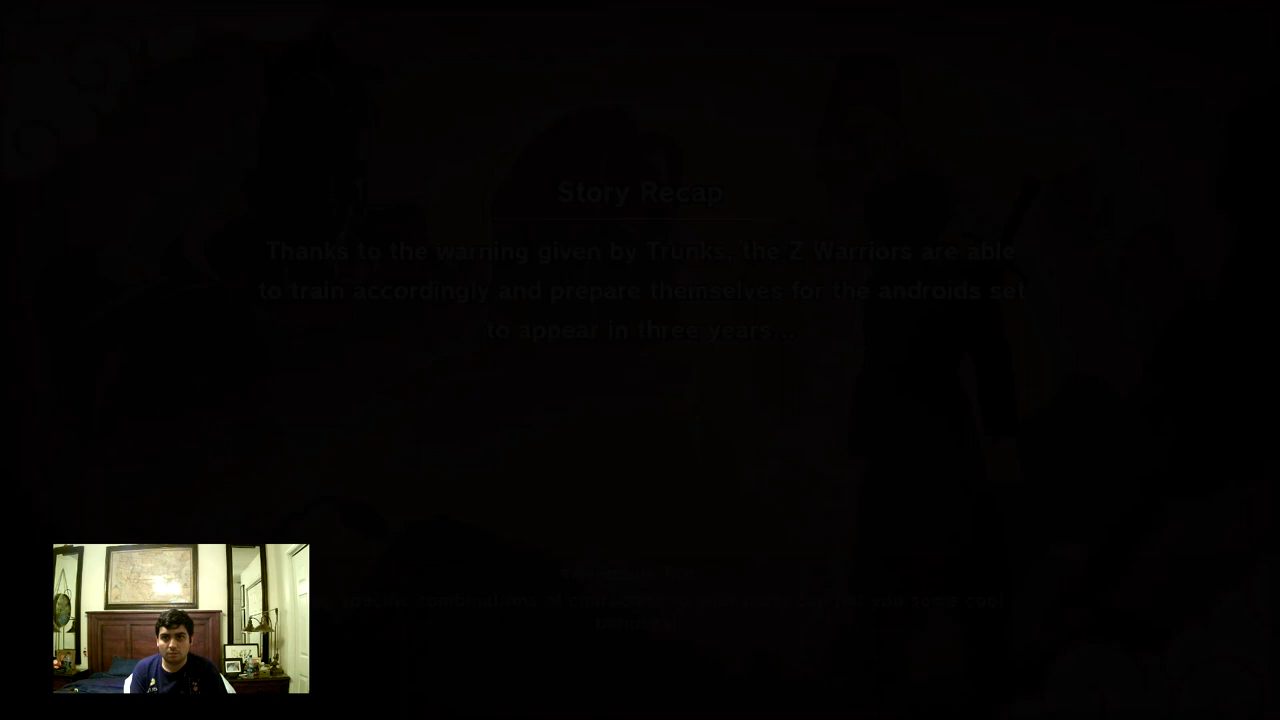 Story Recap
Thanks to the warning given by Trunks, the Z Warriors are able
to train accordingly and prepare themselves for the androids set
to appear in three years...